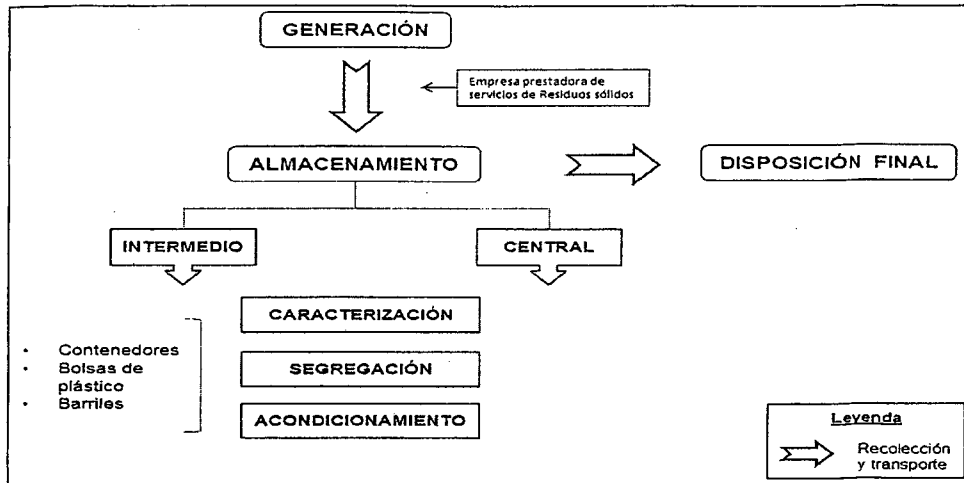 GENERACIÓN
Empresa prestadora de
servicios de Residuos sólidos
ALMACENAMIENTO
DISPOSICIÓN FINAL
INTERMEDIO
CENTRAL
CARACTERIZACIÓN
SEGREGACIÓN
ACONDICIONAMIENTO
• Contenedores
• Bolsas de
plástico
• Barriles
Leyenda
Recolección
y transporte